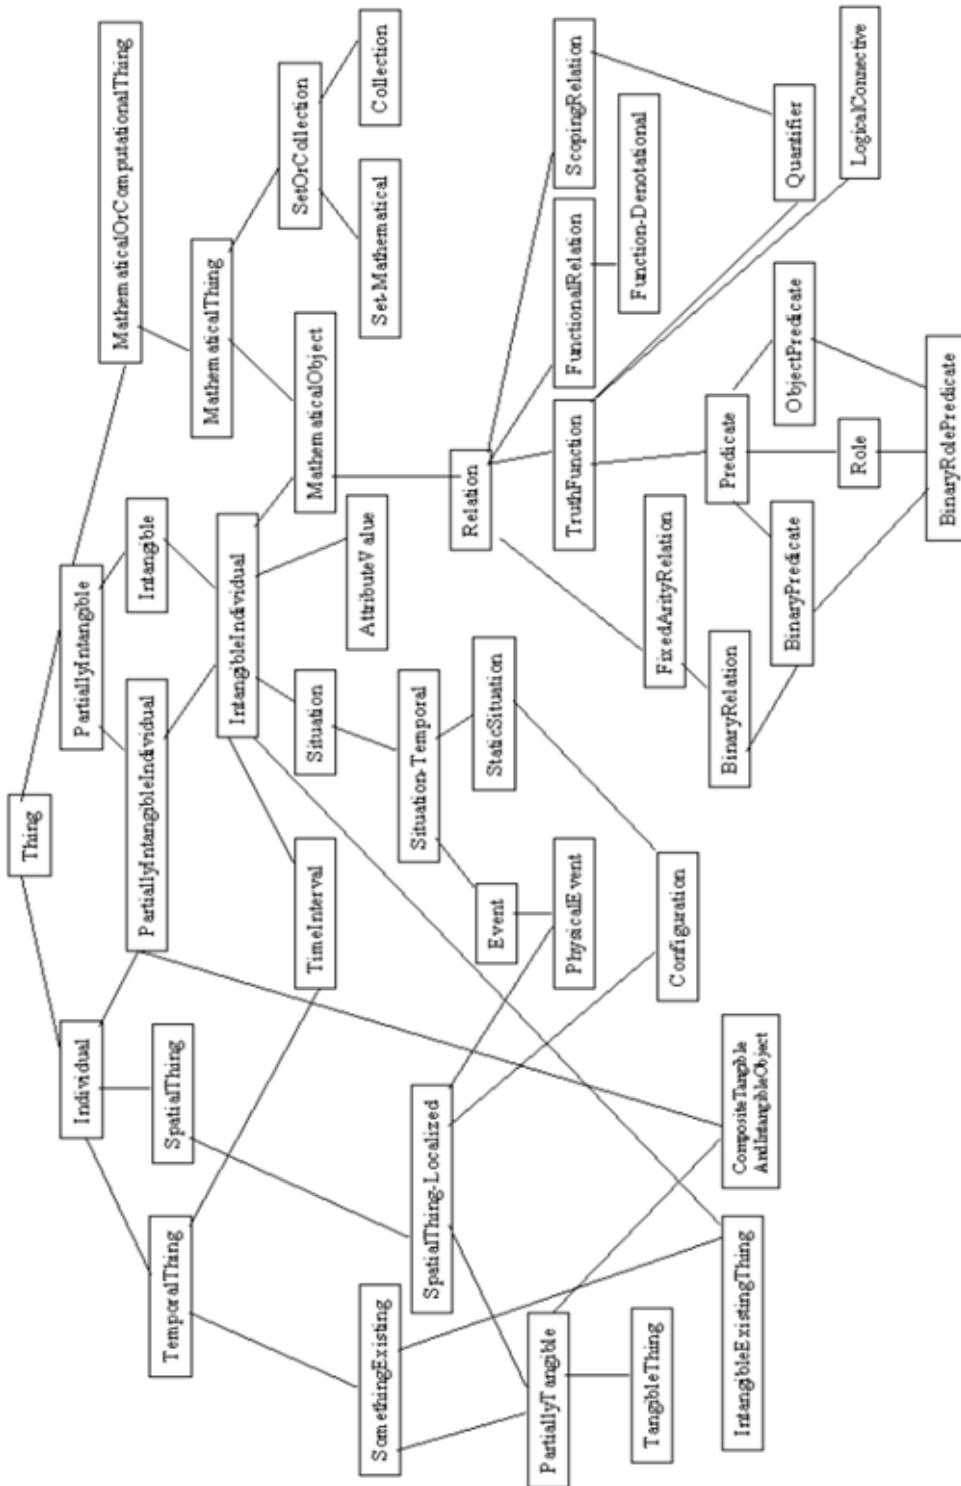 Thing
Individual
PartiallyIntangible
MathematicalOrComputationalThing
TemporalThing
SpatialThing
PartiallyIntangibleIndividual
Intangible
MathematicalThing
IntangibleIndividual
SetOrCollection
TimeInterval
Situation
MathematicalObject
SomethingExisting
AttributeValue
Set-Mathematical
Collection
SpatialThing-Localized
Situation-Temporal
Relation
Event
StaticSituation
PartiallyTangible
PhysicalEvent
TruthFunction
FunctionalRelation
ScopingRelation
TangibleThing
FixedArityRelation
Function-Denotational
Configuration
BinaryRelation
Predicate
IntangibleExistingThing
CompositeTangible
AndIntangibleObject
BinaryPredicate
ObjectPredicate
Quantifier
Role
LogicalConnective
BinaryRolePredicate